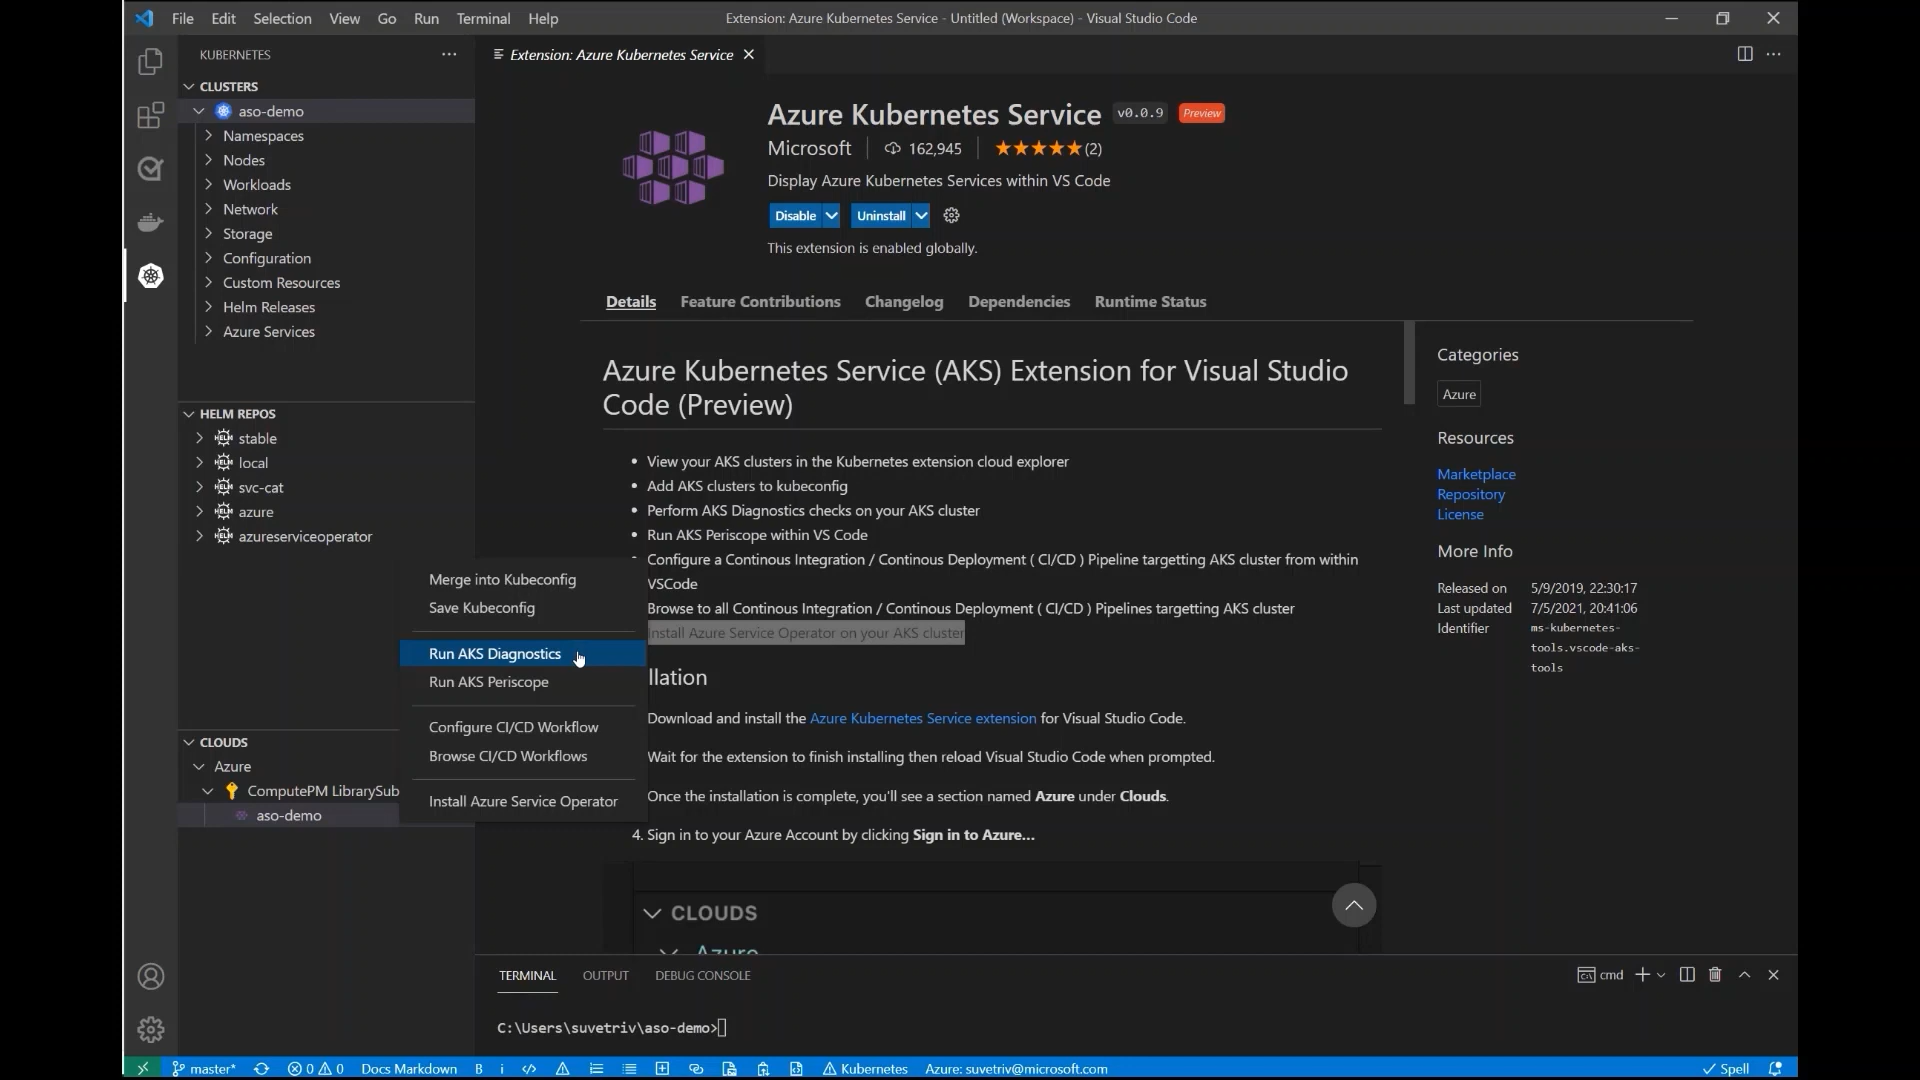 File Edit Selection View Go Run Terminal Help
Extension: Azure Kubernetes Service - Untitled (Workspace) - Visual Studio Code
KUBERNETES
CLUSTERS
aso-demo
Namespaces
Nodes
Workloads
Network
Storage
Configuration
Custom Resources
Helm Releases
Azure Services
HELM REPOS
HELM stable
HELM local
HELM svc-cat
HELM azure
HELM azureserviceoperator
CLOUDS
Azure
ComputePM LibrarySub
aso-demo
Merge into Kubeconfig
Save Kubeconfig
Run AKS Diagnostics
Run AKS Periscope
Configure CI/CD Workflow
Browse CI/CD Workflows
Install Azure Service Operator
Extension: Azure Kubernetes Service
Azure Kubernetes Service v0.0.9 Preview
Microsoft 162,945 (2)
Display Azure Kubernetes Services within VS Code
Disable Uninstall
This extension is enabled globally.
Details Feature Contributions Changelog Dependencies Runtime Status
Azure Kubernetes Service (AKS) Extension for Visual Studio
Code (Preview)
• View your AKS clusters in the Kubernetes extension cloud explorer
• Add AKS clusters to kubeconfig
• Perform AKS Diagnostics checks on your AKS cluster
• Run AKS Periscope within VS Code
Configure a Continous Integration / Continous Deployment ( CI/CD ) Pipeline targetting AKS cluster from within
VSCode
Browse to all Continous Integration / Continous Deployment ( CI/CD ) Pipelines targetting AKS cluster
Install Azure Service Operator on your AKS cluster
llation
Download and install the Azure Kubernetes Service extension for Visual Studio Code.
Wait for the extension to finish installing then reload Visual Studio Code when prompted.
Once the installation is complete, you'll see a section named Azure under Clouds.
4. Sign in to your Azure Account by clicking Sign in to Azure...
CLOUDS
Azure
Categories
Azure
Resources
Marketplace
Repository
License
More Info
Released on 5/9/2019, 22:30:17
Last updated 7/5/2021, 20:41:06
Identifier ms-kubernetes-
tools.vscode-aks-
tools
TERMINAL OUTPUT DEBUG CONSOLE
cmd
C:\Users\suvetriv\aso-demo>
master* 0 0 Docs Markdown B i Kubernetes Azure: suvetriv@microsoft.com Spell